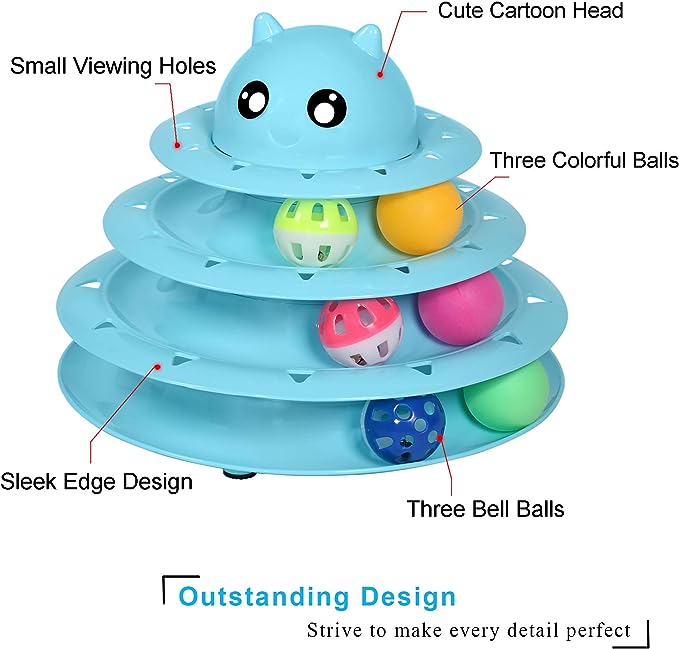 Cute Cartoon Head
Small Viewing Holes
Three Colorful Balls
Sleek Edge Design
Three Bell Balls
Outstanding Design
Strive to make every detail perfect